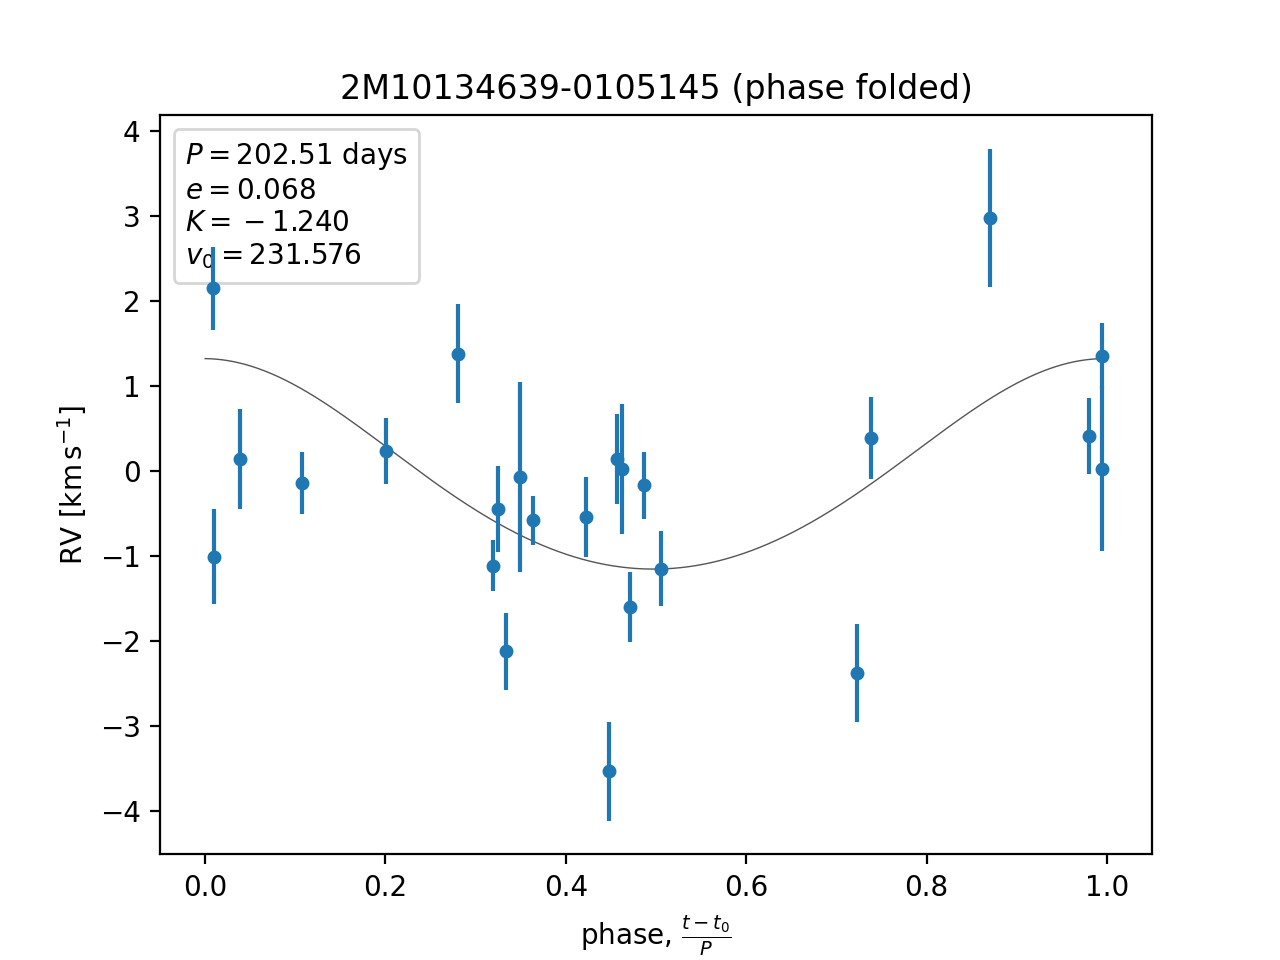 2M10134639-0105145 (phase folded)
P = 202.51 days
e = 0.068
K = −1.240
v₀ = 231.576
4
3
2
1
0
−1
−2
−3
−4
RV [km s⁻¹]
0.0 0.2 0.4 0.6 0.8 1.0
phase, (t − t₀)/P